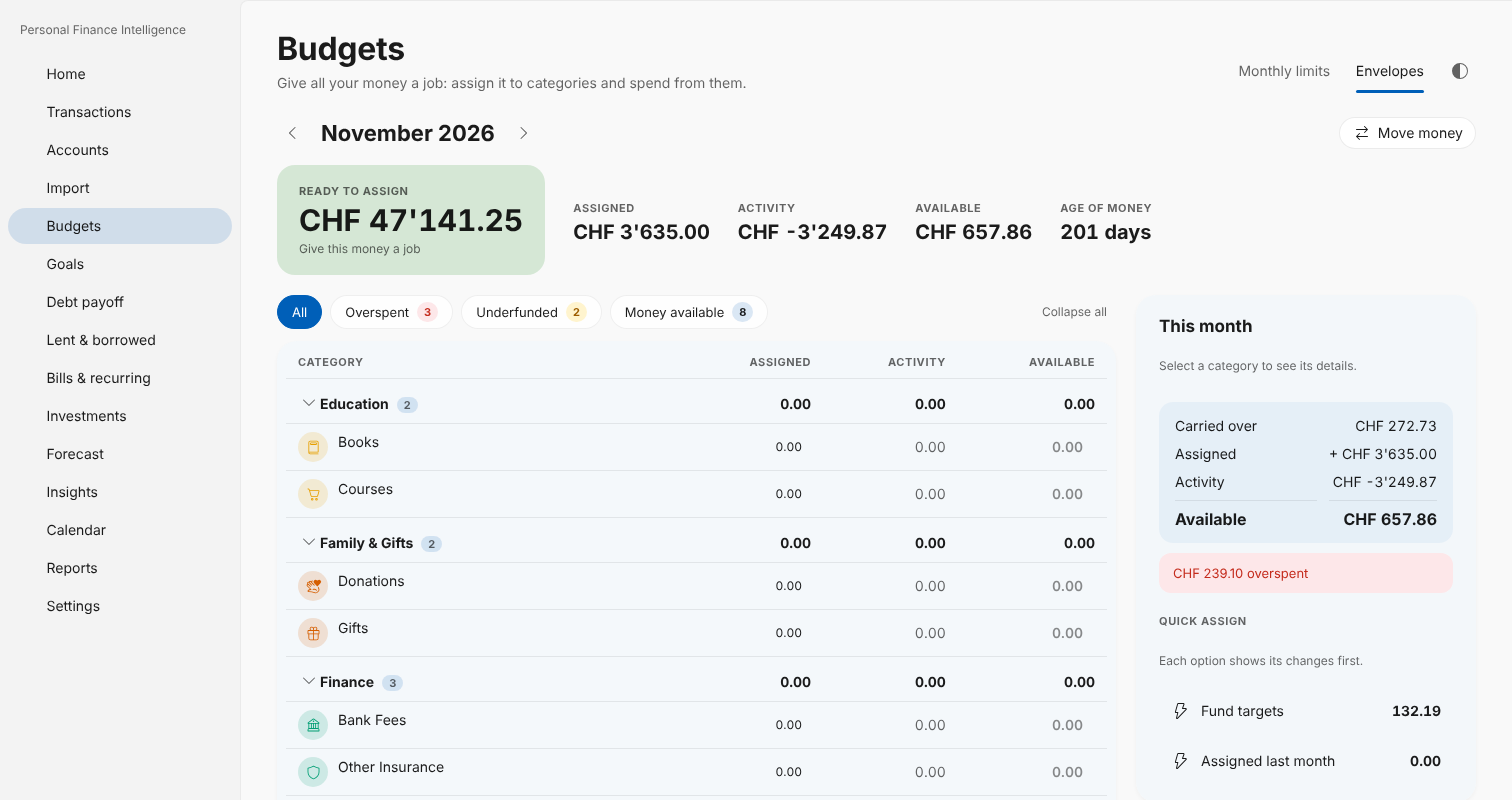 Personal Finance Intelligence
Home
Transactions
Accounts
Import
Budgets
Goals
Debt payoff
Lent & borrowed
Bills & recurring
Investments
Forecast
Insights
Calendar
Reports
Settings
Budgets
Give all your money a job: assign it to categories and spend from them.
Monthly limits
Envelopes
November 2026
Move money
READY TO ASSIGN
CHF 47'141.25
Give this money a job
ASSIGNED
CHF 3'635.00
ACTIVITY
CHF -3'249.87
AVAILABLE
CHF 657.86
AGE OF MONEY
201 days
All
Overspent 3
Underfunded 2
Money available 8
Collapse all
CATEGORY ASSIGNED ACTIVITY AVAILABLE
Education 2 0.00 0.00 0.00
Books 0.00 0.00 0.00
Courses 0.00 0.00 0.00
Family & Gifts 2 0.00 0.00 0.00
Donations 0.00 0.00 0.00
Gifts 0.00 0.00 0.00
Finance 3 0.00 0.00 0.00
Bank Fees 0.00 0.00 0.00
Other Insurance 0.00 0.00 0.00
This month
Select a category to see its details.
Carried over CHF 272.73
Assigned + CHF 3'635.00
Activity CHF -3'249.87
Available CHF 657.86
CHF 239.10 overspent
QUICK ASSIGN
Each option shows its changes first.
Fund targets 132.19
Assigned last month 0.00